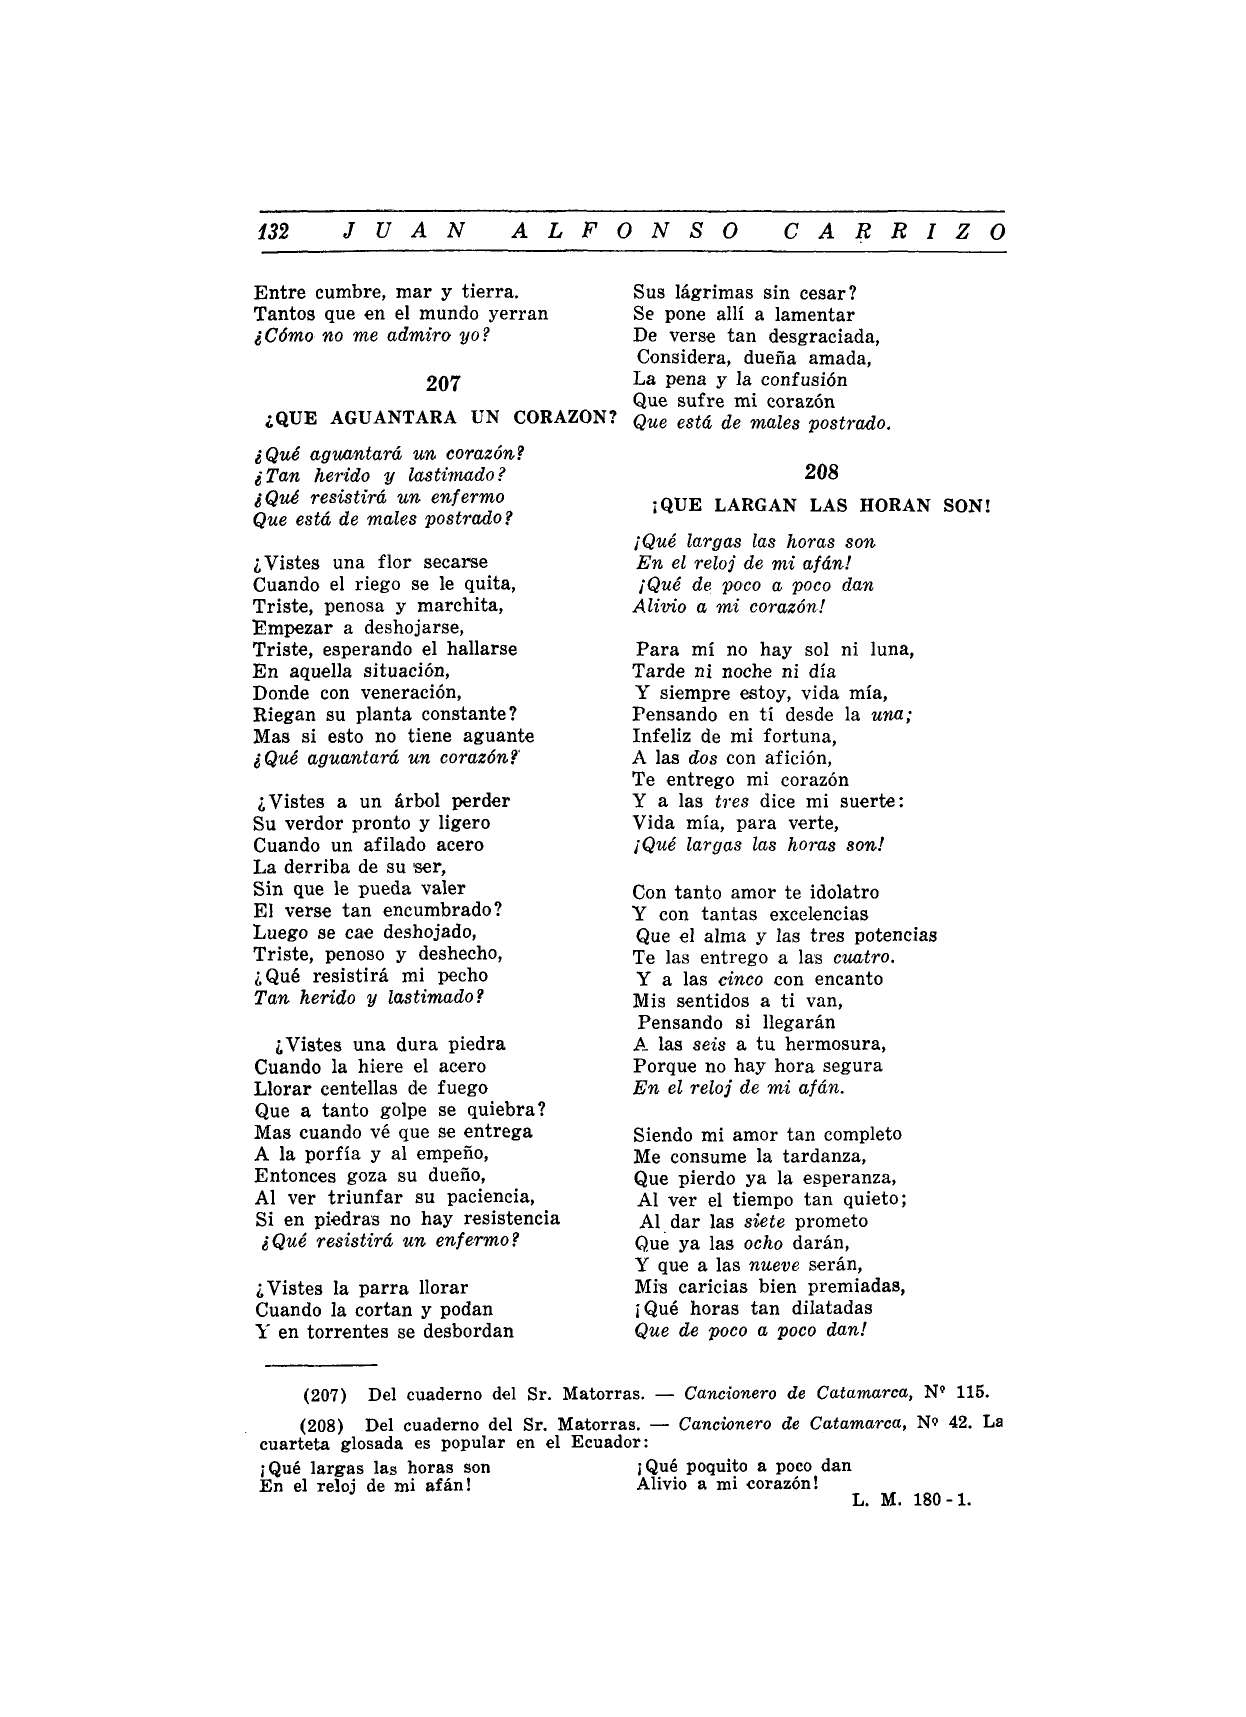 132 JUAN ALFONSO CARRIZO
Entre cumbre, mar y tierra.
Tantos que en el mundo yerran
¿Cómo no me admiro yo?
207
¿QUE AGUANTARA UN CORAZON?
¿Qué aguantará un corazón?
¿Tan herido y lastimado?
¿Qué resistirá un enfermo
Que está de males postrado?
¿Vistes una flor secarse
Cuando el riego se le quita,
Triste, penosa y marchita,
Empezar a deshojarse,
Triste, esperando el hallarse
En aquella situación,
Donde con veneración,
Riegan su planta constante?
Mas si esto no tiene aguante
¿Qué aguantará un corazón?
¿Vistes a un árbol perder
Su verdor pronto y ligero
Cuando un afilado acero
La derriba de su ser,
Sin que le pueda valer
El verse tan encumbrado?
Luego se cae deshojado,
Triste, penoso y deshecho,
¿Qué resistirá mi pecho
Tan herido y lastimado?
¿Vistes una dura piedra
Cuando la hiere el acero
Llorar centellas de fuego
Que a tanto golpe se quiebra?
Mas cuando vé que se entrega
A la porfía y al empeño,
Entonces goza su dueño,
Al ver triunfar su paciencia,
Si en piedras no hay resistencia
¿Qué resistirá un enfermo?
¿Vistes la parra llorar
Cuando la cortan y podan
Y en torrentes se desbordan
Sus lágrimas sin cesar?
Se pone allí a lamentar
De verse tan desgraciada,
Considera, dueña amada,
La pena y la confusión
Que sufre mi corazón
Que está de males postrado.
208
¡QUE LARGAN LAS HORAN SON!
¡Qué largas las horas son
En el reloj de mi afán!
¡Qué de poco a poco dan
Alivio a mi corazón!
Para mí no hay sol ni luna,
Tarde ni noche ni día
Y siempre estoy, vida mía,
Pensando en tí desde la una;
Infeliz de mi fortuna,
A las dos con afición,
Te entrego mi corazón
Y a las tres dice mi suerte:
Vida mía, para verte,
¡Qué largas las horas son!
Con tanto amor te idolatro
Y con tantas excelencias
Que el alma y las tres potencias
Te las entrego a las cuatro.
Y a las cinco con encanto
Mis sentidos a ti van,
Pensando si llegarán
A las seis a tu hermosura,
Porque no hay hora segura
En el reloj de mi afán.
Siendo mi amor tan completo
Me consume la tardanza,
Que pierdo ya la esperanza,
Al ver el tiempo tan quieto;
Al dar las siete prometo
Que ya las ocho darán,
Y que a las nueve serán,
Mis caricias bien premiadas,
¡Qué horas tan dilatadas
Que de poco a poco dan!
(207) Del cuaderno del Sr. Matorras. — Cancionero de Catamarca, Nº 115.
(208) Del cuaderno del Sr. Matorras. — Cancionero de Catamarca, Nº 42. La
cuarteta glosada es popular en el Ecuador:
¡Qué largas las horas son
En el reloj de mi afán!
¡Qué poquito a poco dan
Alivio a mi corazón!
L. M. 180-1.